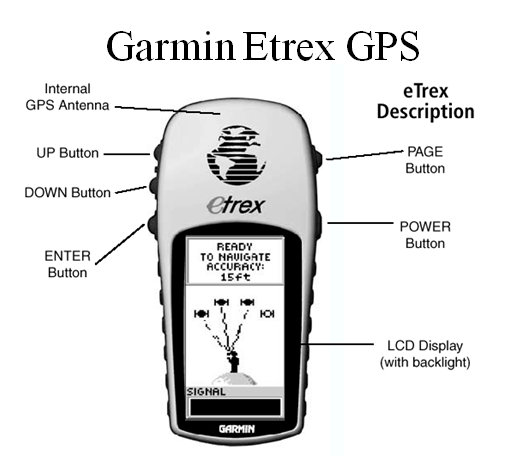 Garmin Etrex GPS
Internal
GPS Antenna
eTrex
Description
UP Button
PAGE
Button
DOWN Button
etrex
POWER
Button
ENTER
Button
READY
TO NAVIGATE
ACCURACY:
15ft
LCD Display
(with backlight)
SIGNAL
GARMIN